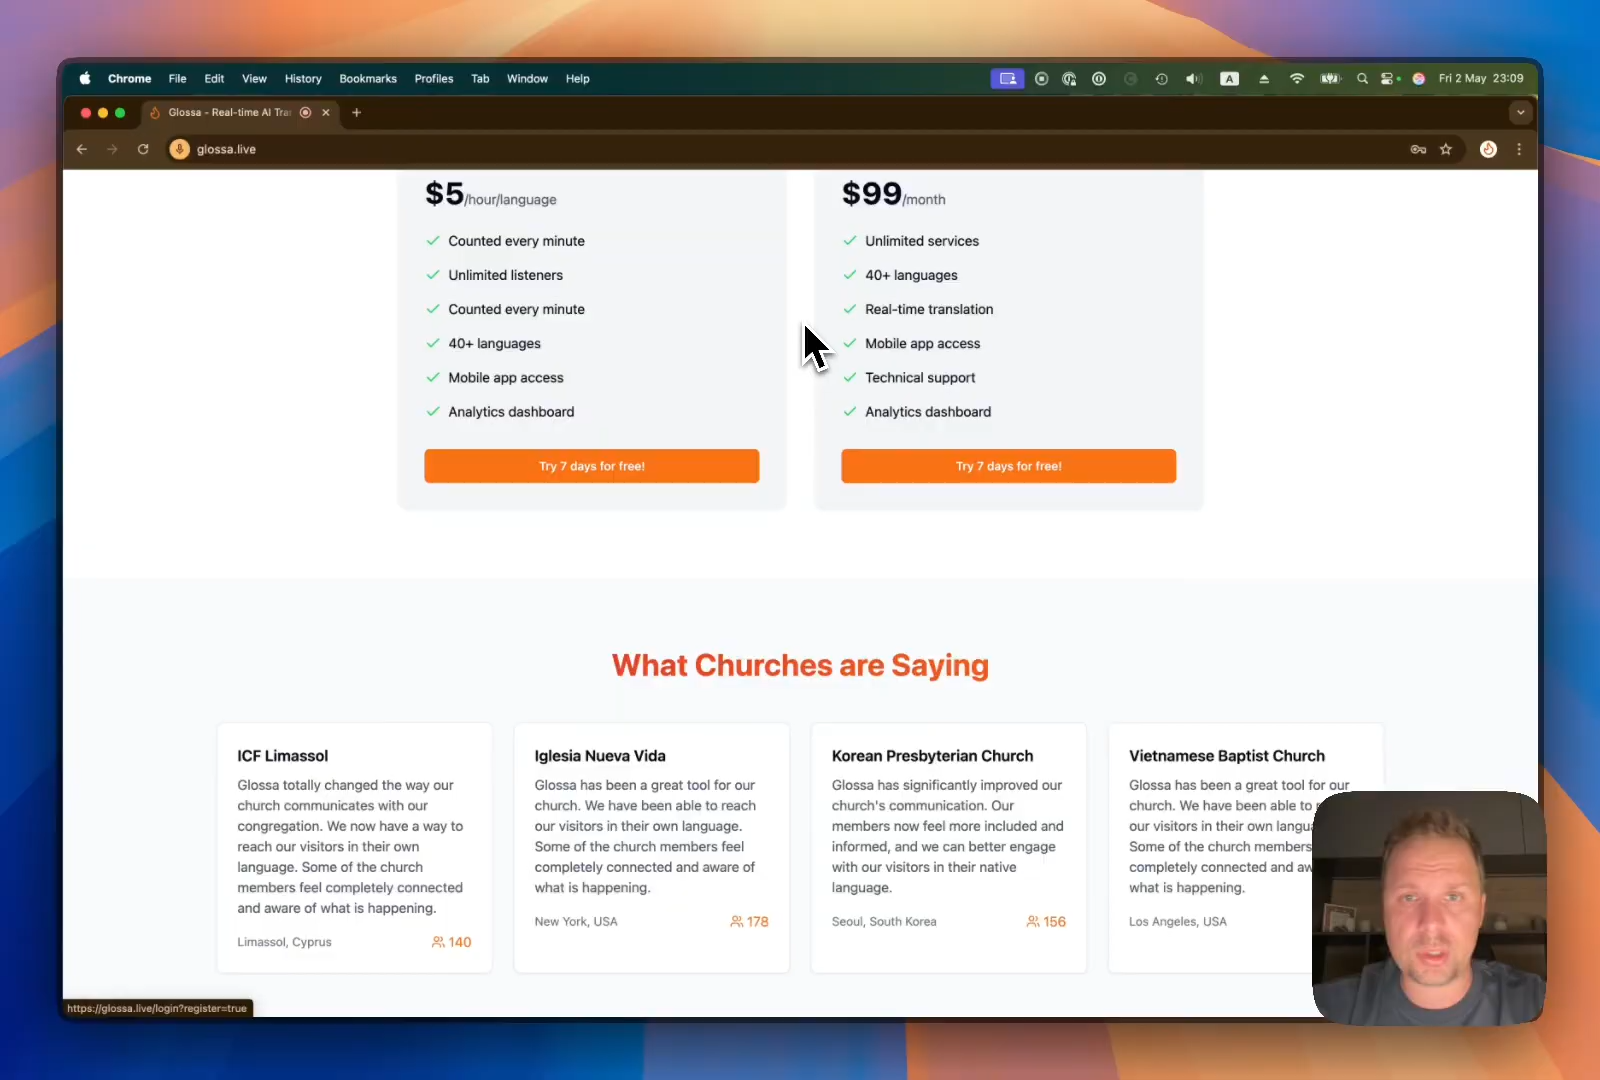 Chrome File Edit View History Bookmarks Profiles Tab Window Help
A Fri 2 May 23:09
Glossa - Real-time AI Tra
glossa.live
$5/hour/language
Counted every minute
Unlimited listeners
Counted every minute
40+ languages
Mobile app access
Analytics dashboard
Try 7 days for free!
$99/month
Unlimited services
40+ languages
Real-time translation
Mobile app access
Technical support
Analytics dashboard
Try 7 days for free!
What Churches are Saying
ICF Limassol
Glossa totally changed the way our
church communicates with our
congregation. We now have a way to
reach our visitors in their own
language. Some of the church
members feel completely connected
and aware of what is happening.
Limassol, Cyprus 140
Iglesia Nueva Vida
Glossa has been a great tool for our
church. We have been able to reach
our visitors in their own language.
Some of the church members feel
completely connected and aware of
what is happening.
New York, USA 178
Korean Presbyterian Church
Glossa has significantly improved our
church's communication. Our
members now feel more included and
informed, and we can better engage
with our visitors in their native
language.
Seoul, South Korea 156
Vietnamese Baptist Church
Glossa has been a great tool for our
church. We have been able to
our visitors in their own
Some of the church members
completely connected and
what is happening.
Los Angeles, USA
https://glossa.live/login?register=true